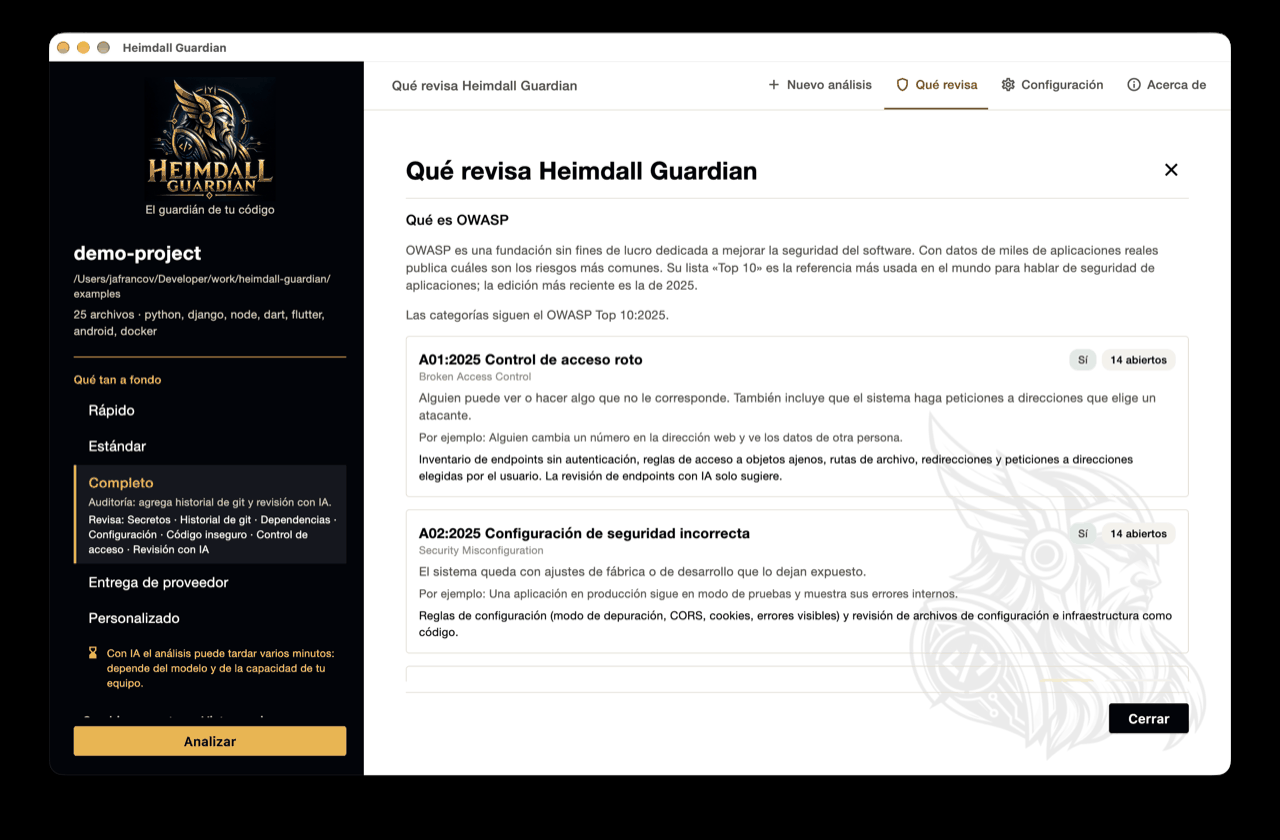 Heimdall Guardian
HEIMDALL
GUARDIAN
El guardián de tu código
demo-project
/Users/jafrancov/Developer/work/heimdall-guardian/
examples
25 archivos · python, django, node, dart, flutter,
android, docker
Qué tan a fondo
Rápido
Estándar
Completo
Auditoría: agrega historial de git y revisión con IA.
Revisa: Secretos · Historial de git · Dependencias ·
Configuración · Código inseguro · Control de
acceso · Revisión con IA
Entrega de proveedor
Personalizado
Con IA el análisis puede tardar varios minutos:
depende del modelo y de la capacidad de tu
equipo.
Analizar
Qué revisa Heimdall Guardian
Nuevo análisis
Qué revisa
Configuración
Acerca de
Qué revisa Heimdall Guardian
Qué es OWASP
OWASP es una fundación sin fines de lucro dedicada a mejorar la seguridad del software. Con datos de miles de aplicaciones reales
publica cuáles son los riesgos más comunes. Su lista «Top 10» es la referencia más usada en el mundo para hablar de seguridad de
aplicaciones; la edición más reciente es la de 2025.
Las categorías siguen el OWASP Top 10:2025.
A01:2025 Control de acceso roto
Sí
14 abiertos
Broken Access Control
Alguien puede ver o hacer algo que no le corresponde. También incluye que el sistema haga peticiones a direcciones que elige un
atacante.
Por ejemplo: Alguien cambia un número en la dirección web y ve los datos de otra persona.
Inventario de endpoints sin autenticación, reglas de acceso a objetos ajenos, rutas de archivo, redirecciones y peticiones a direcciones
elegidas por el usuario. La revisión de endpoints con IA solo sugiere.
A02:2025 Configuración de seguridad incorrecta
Sí
14 abiertos
Security Misconfiguration
El sistema queda con ajustes de fábrica o de desarrollo que lo dejan expuesto.
Por ejemplo: Una aplicación en producción sigue en modo de pruebas y muestra sus errores internos.
Reglas de configuración (modo de depuración, CORS, cookies, errores visibles) y revisión de archivos de configuración e infraestructura como
código.
Cerrar